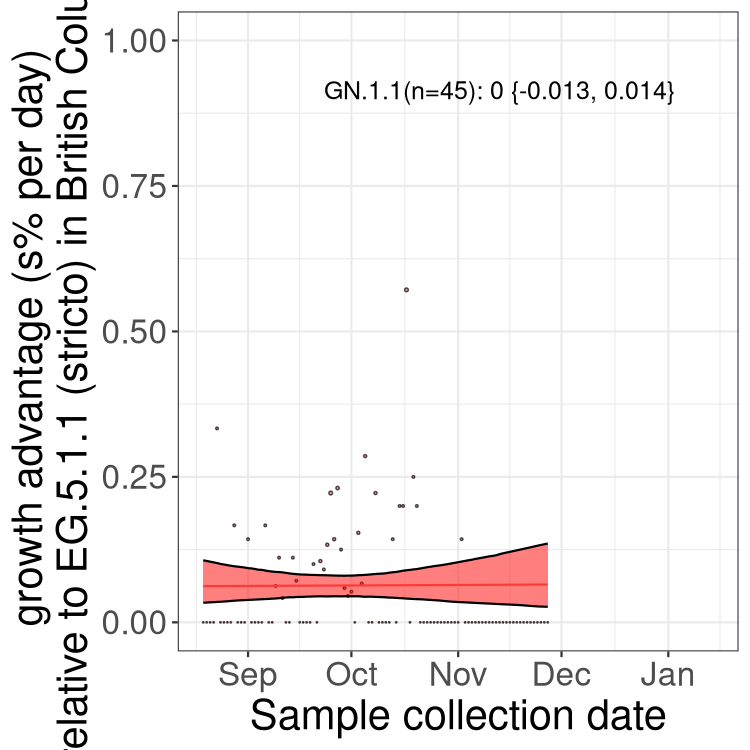 growth advantage (s% per day)
relative to EG.5.1.1 (stricto) in British
1.00
0.75
0.50
0.25
0.00
GN.1.1(n=45): 0 {-0.013, 0.014}
Sep Oct Nov Dec Jan
Sample collection date